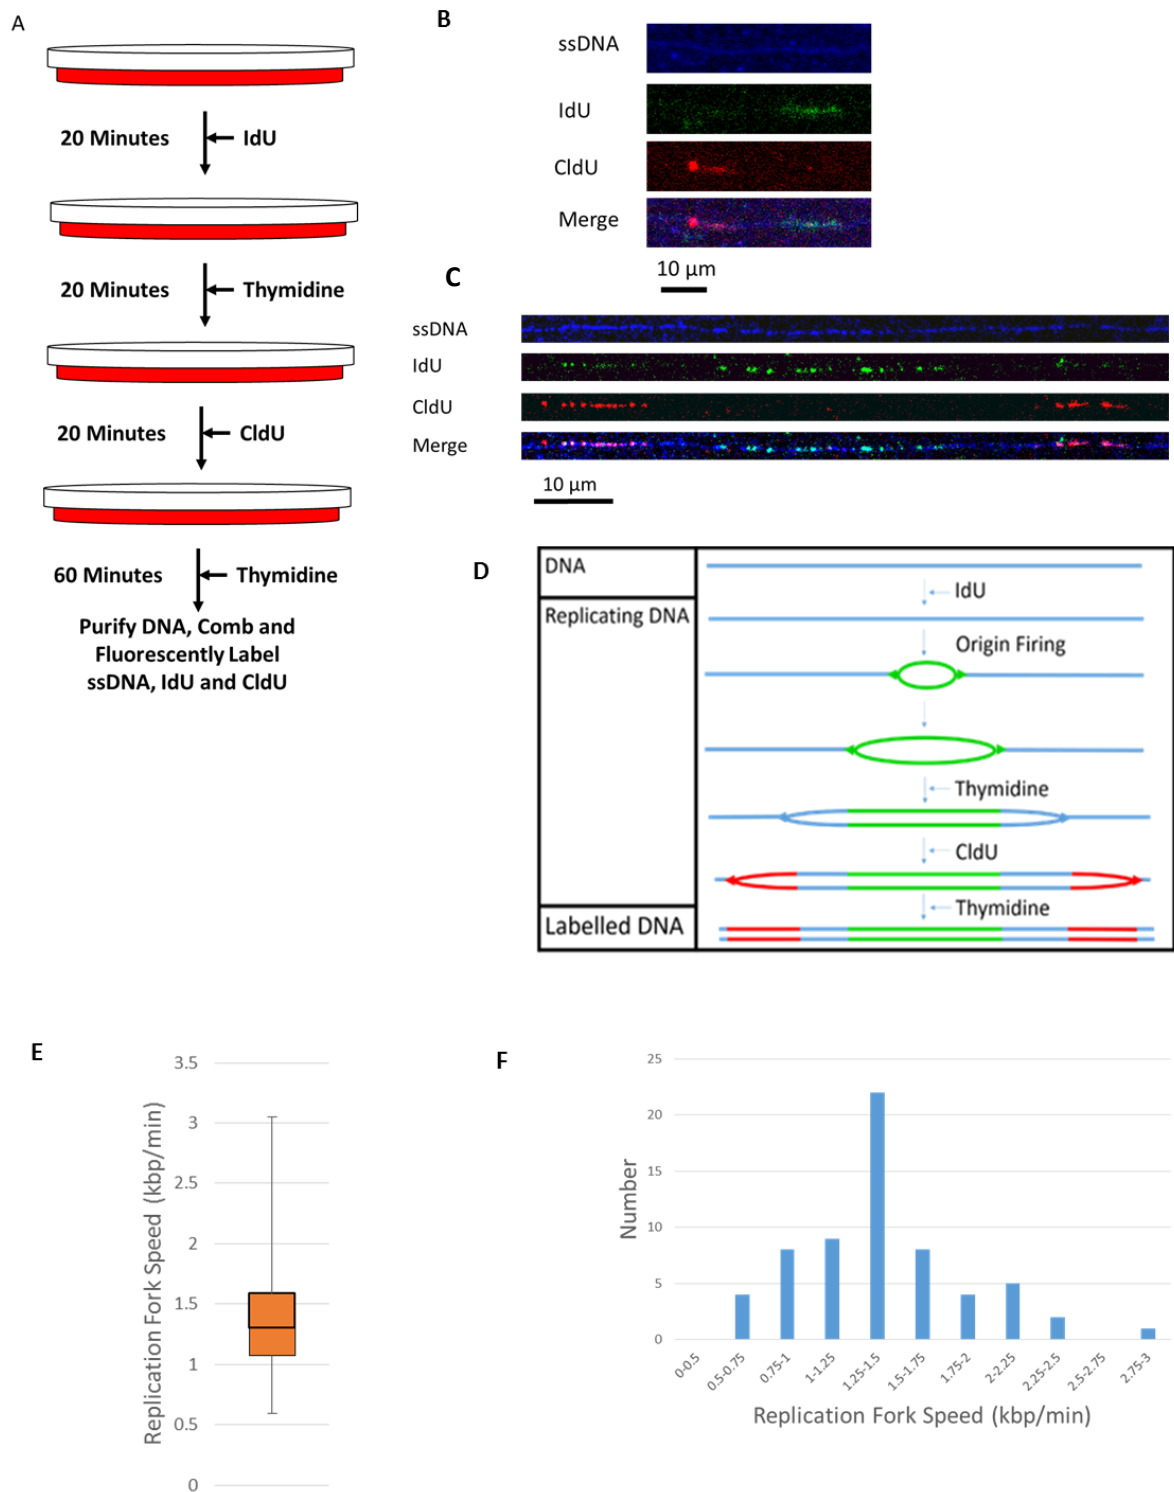 A
20 Minutes
IdU
20 Minutes
Thymidine
20 Minutes
CldU
60 Minutes
Thymidine
Purify DNA, Comb and
Fluorescently Label
ssDNA, IdU and CldU
B
ssDNA
IdU
CldU
Merge
10 µm
C
ssDNA
IdU
CldU
Merge
10 µm
D
DNA
IdU
Replicating DNA
Origin Firing
Thymidine
CldU
Thymidine
Labelled DNA
E
Replication Fork Speed (kbp/min)
3.5
3
2.5
2
1.5
1
0.5
0
F
Number
25
20
15
10
5
0
0-0.5
0.5-0.75
0.75-1
1-1.25
1.25-1.5
1.5-1.75
1.75-2
2-2.25
2.25-2.5
2.5-2.75
2.75-3
Replication Fork Speed (kbp/min)